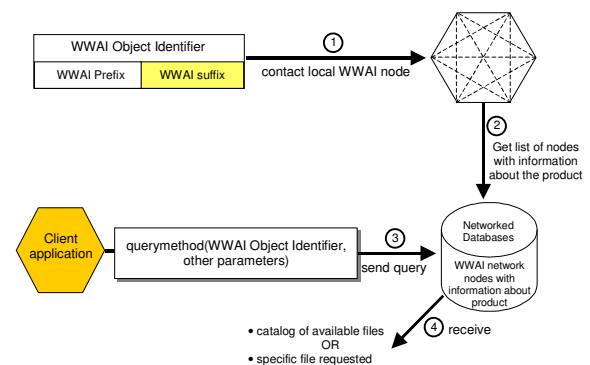 WWAI Object Identifier
WWAI Prefix
WWAI suffix
1
contact local WWAI node
2
Get list of nodes
with information
about the product
Client
application
querymethod(WWAI Object Identifier,
other parameters)
3
send query
Networked
Databases
WWAI network
nodes with
information about
product
4 receive
• catalog of available files
OR
• specific file requested